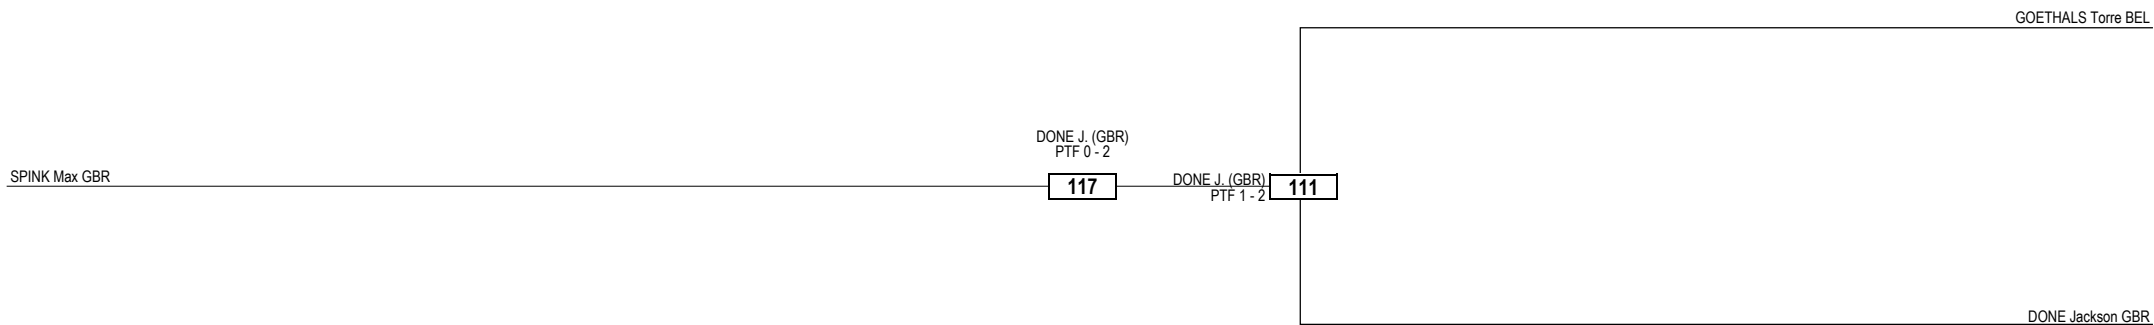 GOETHALS Torre BEL
DONE J. (GBR)
PTF 0 - 2
SPINK Max GBR
117
DONE J. (GBR)
PTF 1 - 2
111
DONE Jackson GBR